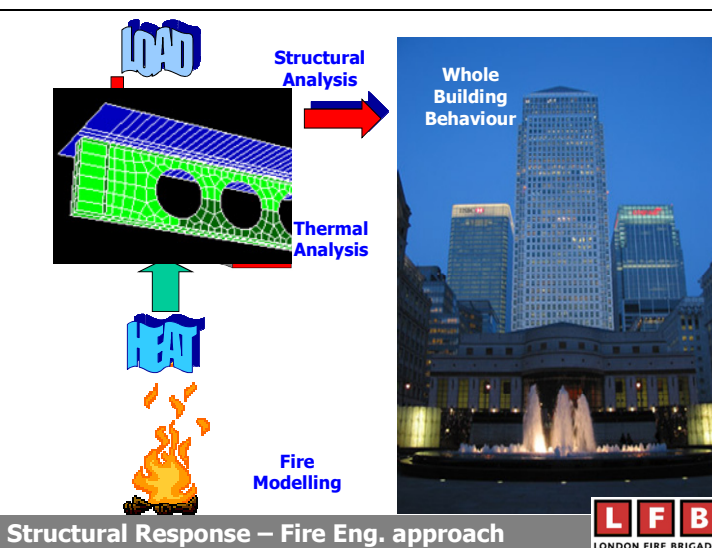 LOAD
Structural
Analysis
Whole
Building
Behaviour
Thermal
Analysis
HEAT
Fire
Modelling
Structural Response – Fire Eng. approach
LFB
LONDON FIRE BRIGAD